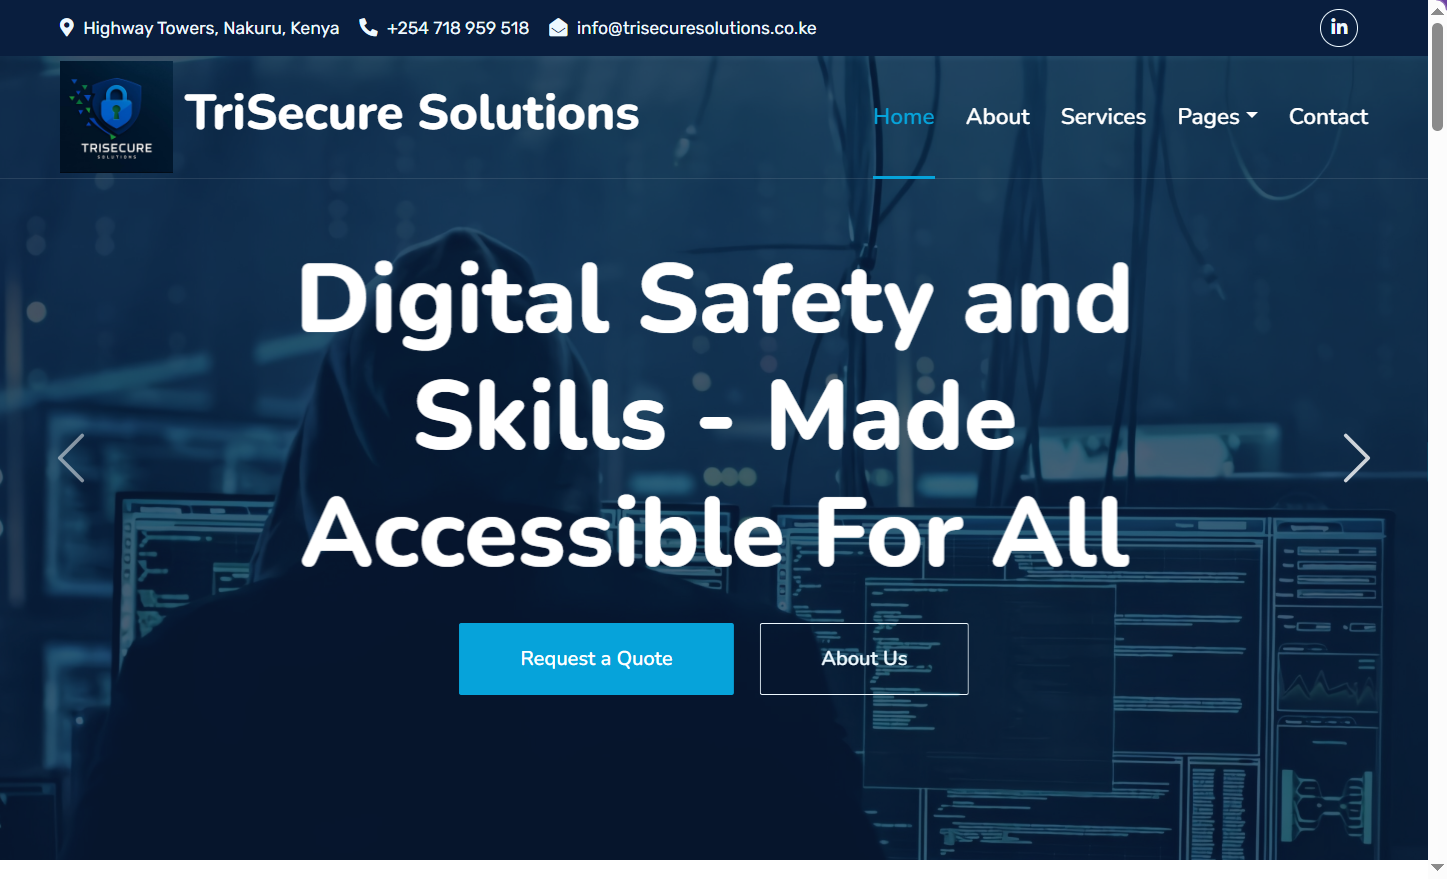 Highway Towers, Nakuru, Kenya +254 718 959 518 info@trisecuresolutions.co.ke in
TRISECURE
SOLUTIONS
TriSecure Solutions
Home About Services Pages Contact
Digital Safety and
Skills - Made
Accessible For All
Request a Quote About Us